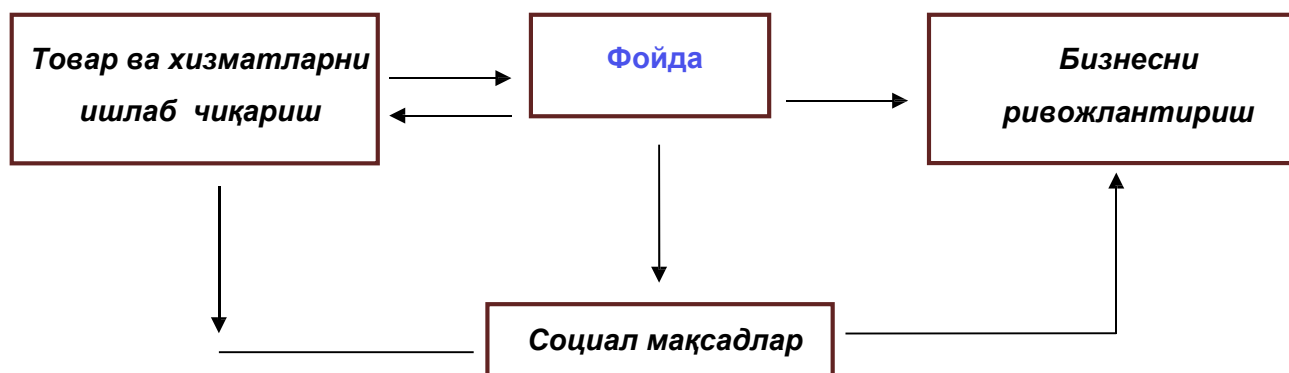 Товар ва хизматларни
ишлаб чиқариш
Фойда
Бизнесни
ривожлантириш
Социал мақсадлар